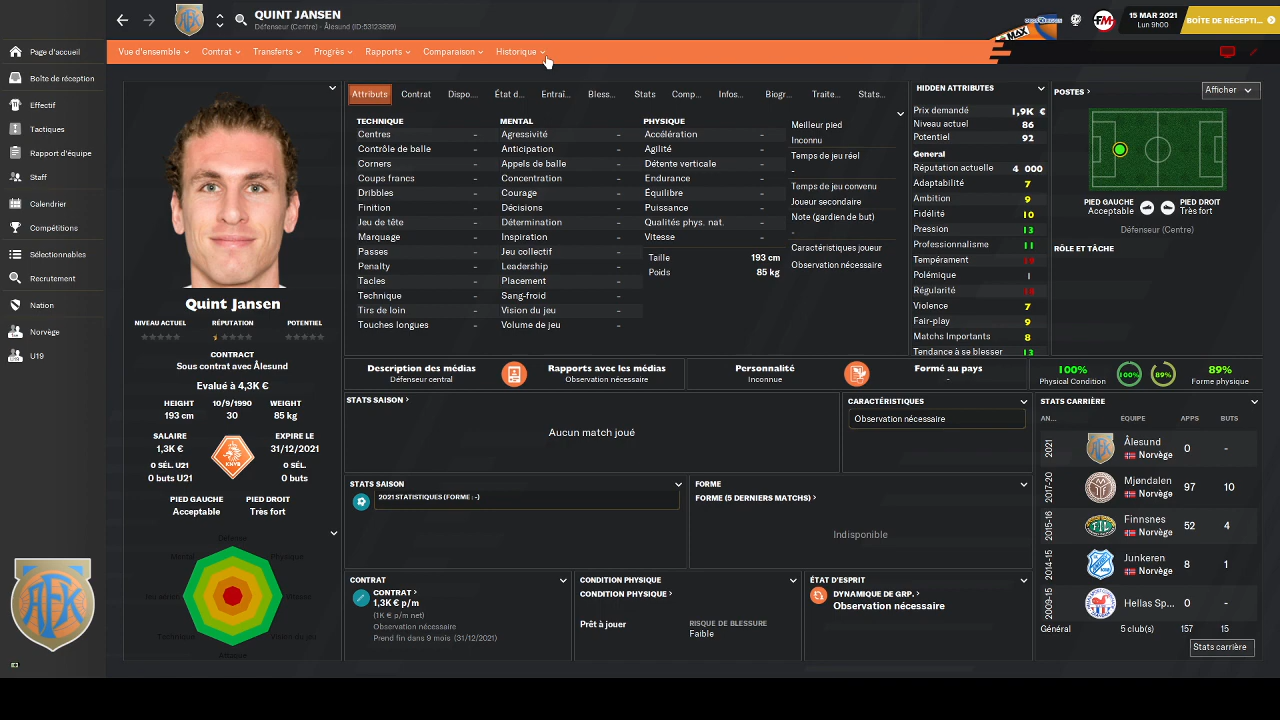 QUINT JANSEN
Défenseur (Centre) - Ålesund (ID:53123899)
15 MAR 2021
Lun 9h00
BOÎTE DE RÉCEPTI...
Vue d'ensemble Contrat Transferts Progrès Rapports Comparaison Historique
Page d'accueil
Boîte de réception
Effectif
Tactiques
Rapport d'équipe
Staff
Calendrier
Compétitions
Sélectionnables
Recrutement
Nation
Norvège
U19
Quint Jansen
NIVEAU ACTUEL RÉPUTATION POTENTIEL
CONTRACT
Sous contrat avec Ålesund
Evalué à 4,3K €
HEIGHT 10/9/1990 WEIGHT
193 cm 30 85 kg
SALAIRE EXPIRE LE
1,3K € 31/12/2021
KNVB
0 SÉL. U21 0 SÉL.
0 buts U21 0 buts
PIED GAUCHE PIED DROIT
Acceptable Très fort
Défense
Mental Physique
Jeu aérien Vitesse
Technique Vision du jeu
Attaque
Attributs Contrat Dispo... État d... Entraî... Bless... Stats Comp... Infos... Biogr... Traite... Stats...
TECHNIQUE MENTAL PHYSIQUE
Centres - Agressivité - Accélération -
Contrôle de balle - Anticipation - Agilité -
Corners - Appels de balle - Détente verticale -
Coups francs - Concentration - Endurance -
Dribbles - Courage - Équilibre -
Finition - Décisions - Puissance -
Jeu de tête - Détermination - Qualités phys. nat. -
Marquage - Inspiration - Vitesse -
Passes - Jeu collectif -
Penalty - Leadership -
Tacles - Placement -
Technique - Sang-froid -
Tirs de loin - Vision du jeu -
Touches longues - Volume de jeu -
Taille 193 cm
Poids 85 kg
Meilleur pied
Inconnu
Temps de jeu réel
-
Temps de jeu convenu
Joueur secondaire
Note (gardien de but)
-
Caractéristiques joueur
Observation nécessaire
HIDDEN ATTRIBUTES
Prix demandé 1,9K €
Niveau actuel 86
Potentiel 92
General
Réputation actuelle 4 000
Adaptabilité 7
Ambition 9
Fidélité 10
Pression 13
Professionnalisme 11
Tempérament
Polémique 1
Régularité
Violence 7
Fair-play 9
Matchs Importants 8
Tendance à se blesser 13
POSTES
Afficher
PIED GAUCHE PIED DROIT
Acceptable Très fort
Défenseur (Centre)
RÔLE ET TÂCHE
Description des médias
Défenseur central
Rapports avec les médias
Observation nécessaire
Personnalité
Inconnue
Formé au pays
-
100%
Physical Condition
100%
89%
89%
Forme physique
STATS SAISON
Aucun match joué
CARACTÉRISTIQUES
Observation nécessaire
STATS SAISON
2021 STATISTIQUES (FORME : -)
FORME
FORME (5 DERNIERS MATCHS)
Indisponible
CONTRAT
CONTRAT
1,3K € p/m
(1K € p/m net)
Observation nécessaire
Prend fin dans 9 mois (31/12/2021)
CONDITION PHYSIQUE
CONDITION PHYSIQUE
Prêt à jouer
RISQUE DE BLESSURE
Faible
ÉTAT D'ESPRIT
DYNAMIQUE DE GRP.
Observation nécessaire
STATS CARRIÈRE
AN... EQUIPE APPS BUTS
2021 Ålesund Norvège 0 -
2017-20 Mjøndalen Norvège 97 10
2015-16 Finnsnes Norvège 52 4
2014-15 Junkeren Norvège 8 1
2009-15 Hellas Sp... 0 -
Général 5 club(s) 157 15
Stats carrière